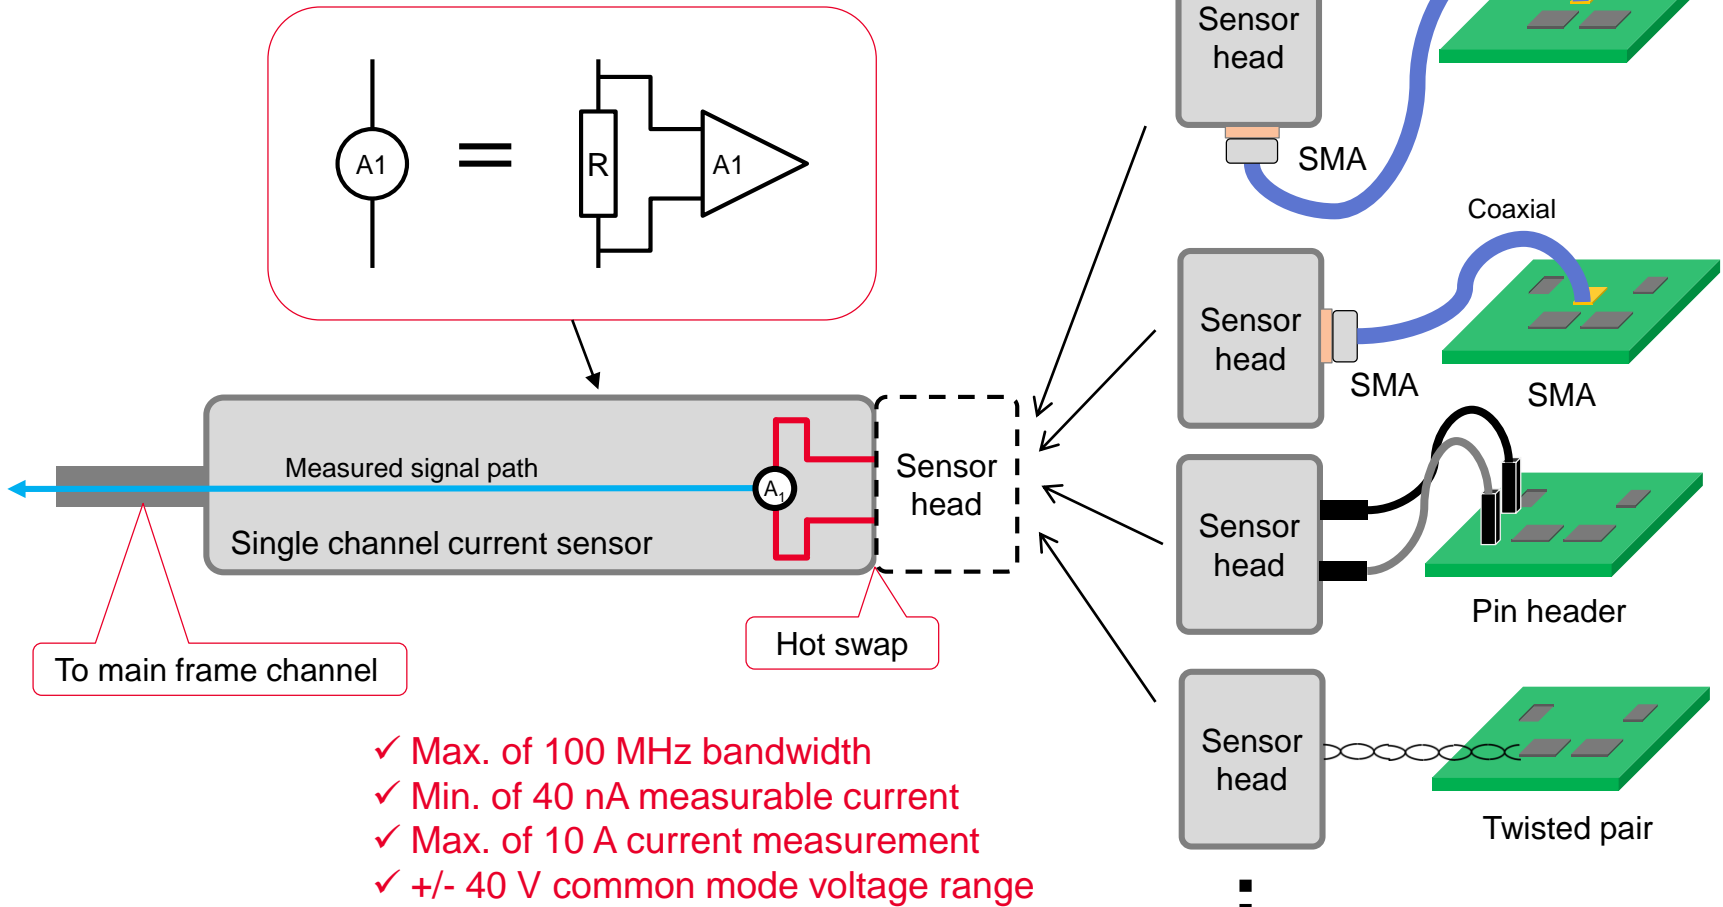 Sensor
head
SMA
A1
R
A1
Coaxial
Sensor
head
SMA
SMA
Measured signal path
A1
Sensor
head
Single channel current sensor
Sensor
head
Pin header
Hot swap
To main frame channel
Sensor
head
Twisted pair
✓ Max. of 100 MHz bandwidth
✓ Min. of 40 nA measurable current
✓ Max. of 10 A current measurement
✓ +/- 40 V common mode voltage range